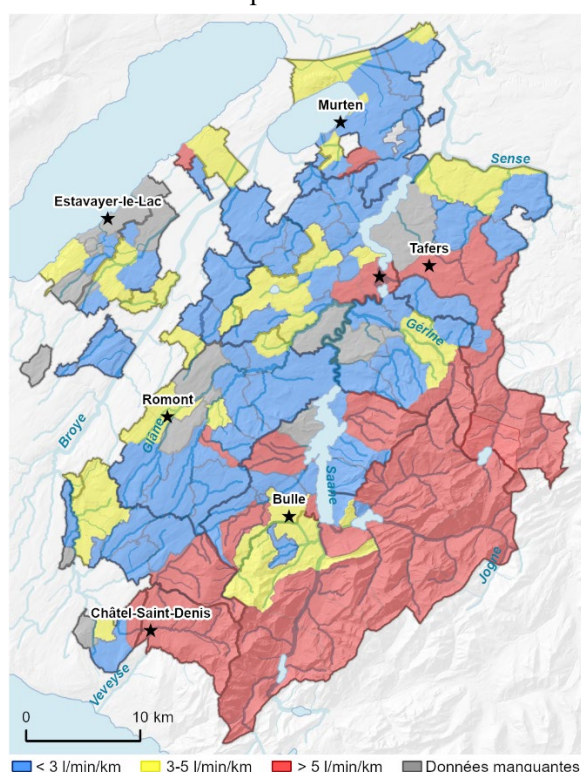 Murten
Sense
Estavayer-le-Lac
Tafers
Gérine
Romont
Broye
Glâne
Saane
Bulle
Jogne
Châtel-Saint-Denis
Veveyse
0 10 km
< 3 l/min/km 3-5 l/min/km > 5 l/min/km Données manquantes